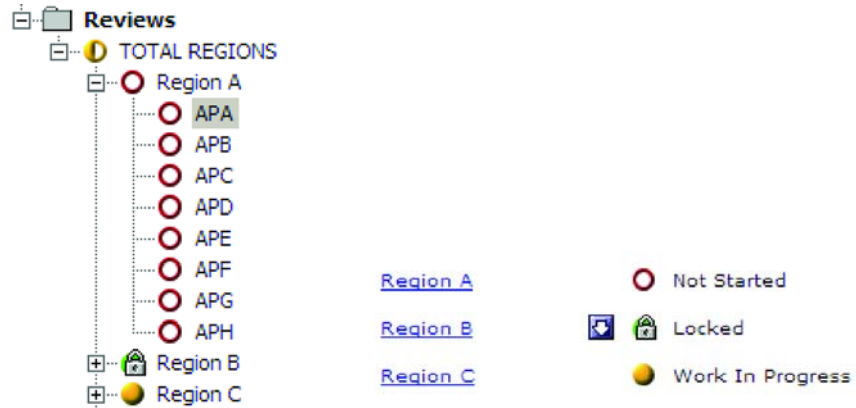 Reviews
TOTAL REGIONS
Region A
APA
APB
APC
APD
APE
APF
APG
APH
Region B
Region C
Region A Not Started
Region B Locked
Region C Work In Progress